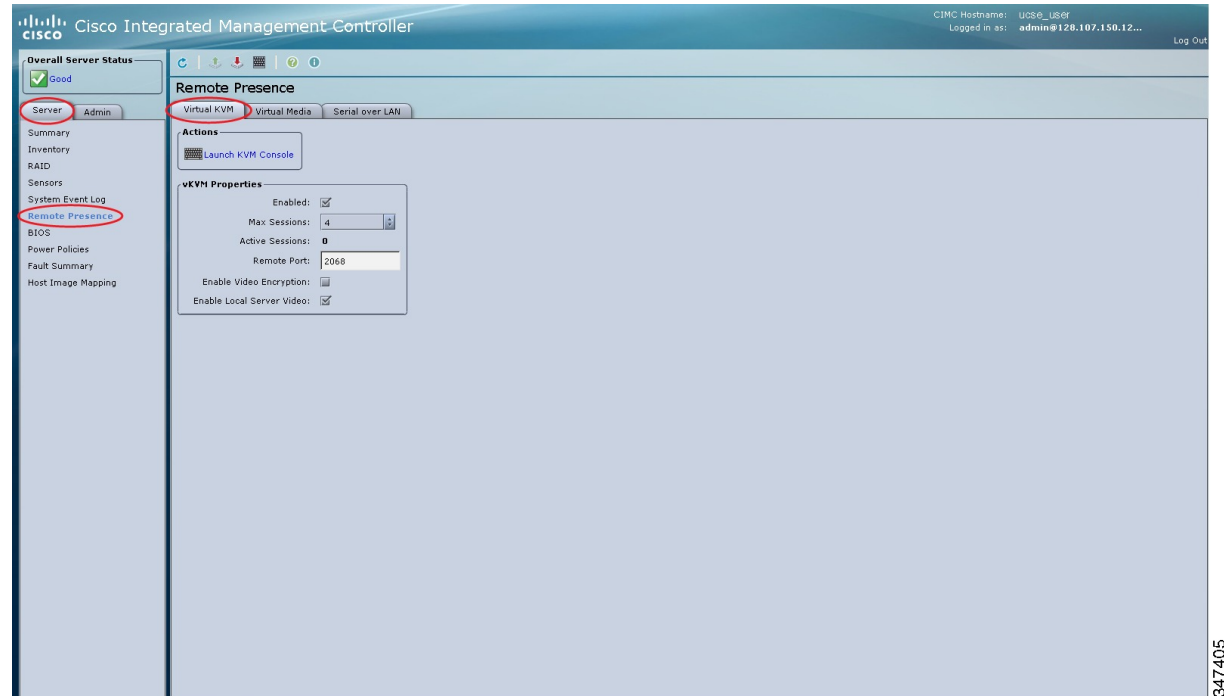 CISCO
Cisco Integrated Management Controller
CIMC Hostname: ucse_user
Logged in as: admin@128.107.150.12...
Log Out
Overall Server Status
Good
Server
Admin
Summary
Inventory
RAID
Sensors
System Event Log
Remote Presence
BIOS
Power Policies
Fault Summary
Host Image Mapping
Remote Presence
Virtual KVM
Virtual Media
Serial over LAN
Actions
Launch KVM Console
vKVM Properties
Enabled:
Max Sessions: 4
Active Sessions: 0
Remote Port: 2068
Enable Video Encryption:
Enable Local Server Video:
347405